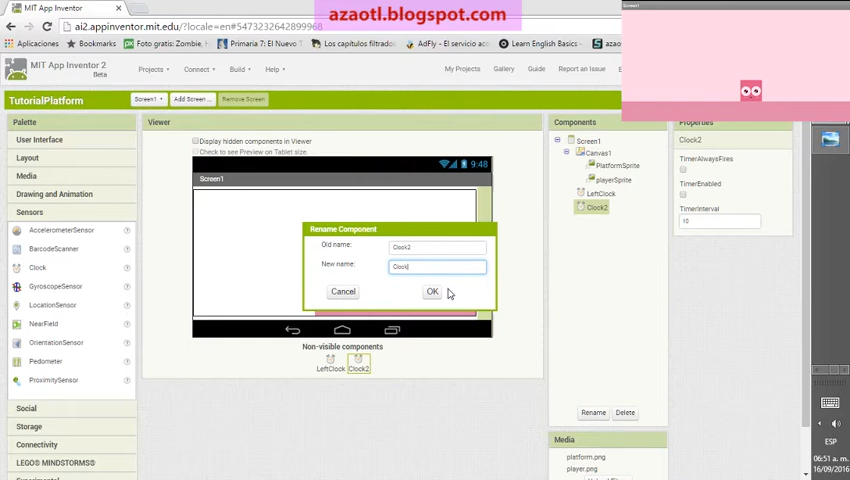 MIT App Inventor 2
azaotl.blogspot.com
ai2.appinventor.mit.edu/?locale=en#5473232642899968
Aplicaciones
Bookmarks
Foto gratis: Zombie, H
Primaria 7: El Nuevo T
Los capitulos filtrados
AdFly - El servicio ac
Learn English Basics
azaotl
Screen1
MIT App Inventor 2
Beta
Projects
Connect
Build
Help
My Projects
Gallery
Guide
Report an Issue
TutorialPlatform
Screen1
Add Screen ...
Remove Screen
Palette
User Interface
Layout
Media
Drawing and Animation
Sensors
AccelerometerSensor
BarcodeScanner
Clock
GyroscopeSensor
LocationSensor
NearField
OrientationSensor
Pedometer
ProximitySensor
Social
Storage
Connectivity
LEGO® MINDSTORMS®
Experimental
Viewer
Display hidden components in Viewer
Check to see Preview on Tablet size.
9:48
Screen1
Rename Component
Old name:
Clock2
New name:
Clock
Cancel
OK
Non-visible components
LeftClock
Clock2
Components
Screen1
Canvas1
PlatformSprite
playerSprite
LeftClock
Clock2
Rename
Delete
Media
platform.png
player.png
Properties
Clock2
TimerAlwaysFires
TimerEnabled
TimerInterval
10
ESP
06:51 a. m.
16/09/2016